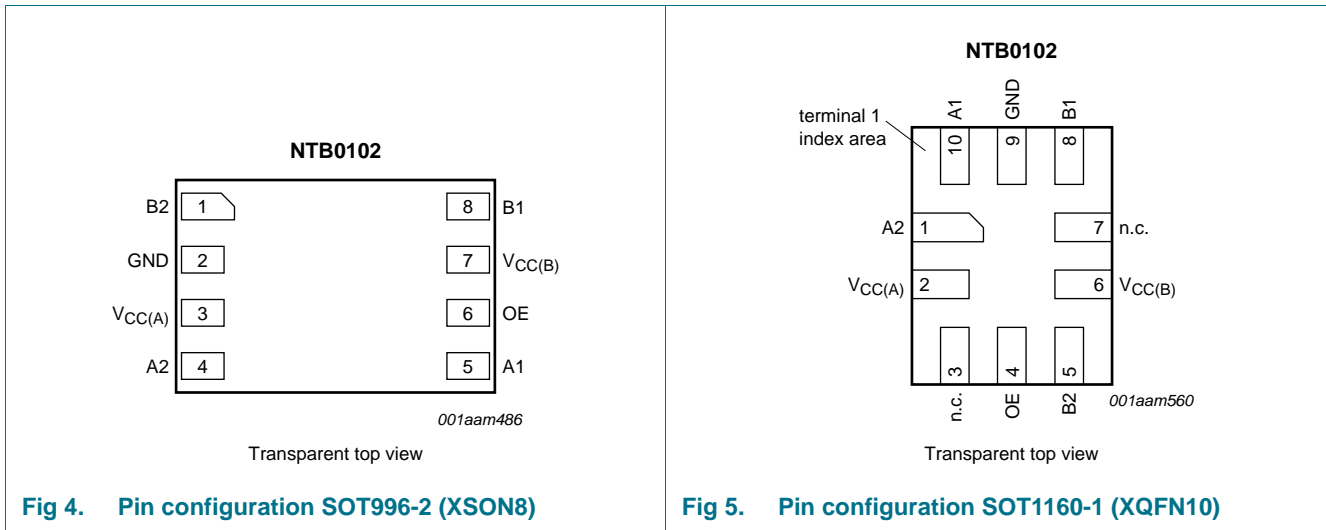 NTB0102
B2 1 8 B1
GND 2 7 VCC(B)
VCC(A) 3 6 OE
A2 4 5 A1
001aam486
Transparent top view
Fig 4. Pin configuration SOT996-2 (XSON8)
NTB0102
terminal 1
index area
A1 GND B1
10 9 8
A2 1 7 n.c.
VCC(A) 2 6 VCC(B)
3 4 5
n.c. OE B2
001aam560
Transparent top view
Fig 5. Pin configuration SOT1160-1 (XQFN10)